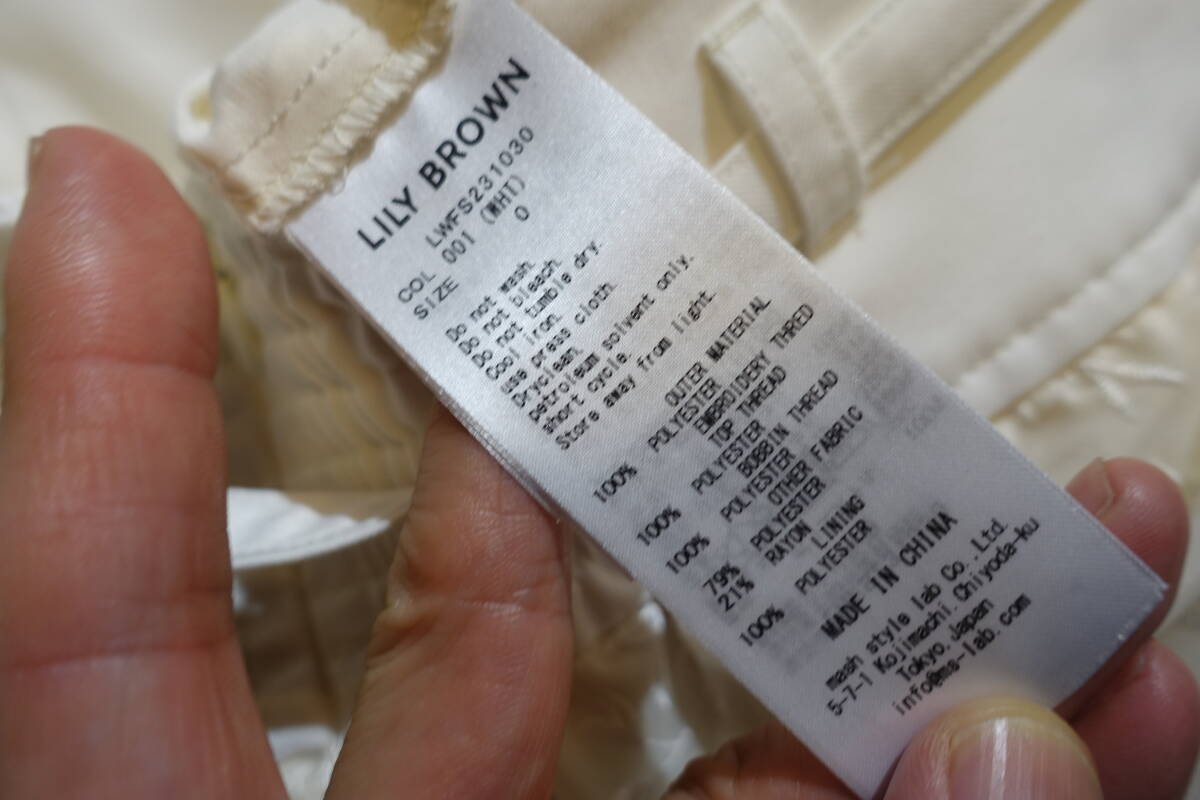 LILY BROWN
LWFS231030
COL 001 (WHT)
SIZE 0
Do not wash.
Do not bleach.
Do not tumble dry.
Cool iron.
use press cloth.
Dryclean.
petroleum solvent only.
short cycle.
Store away from light.
OUTER MATERIAL
100% POLYESTER
EMBROIDERY THRED
TOP THREAD
100% POLYESTER
BOBBIN THREAD
100% POLYESTER
OTHER FABRIC
79% POLYESTER
21% RAYON
LINING
100% POLYESTER
MADE IN CHINA
mash style lab Co.,Ltd.
5-7-1 Kojimachi,Chiyoda-ku
Tokyo,Japan
info@ms-lab.com